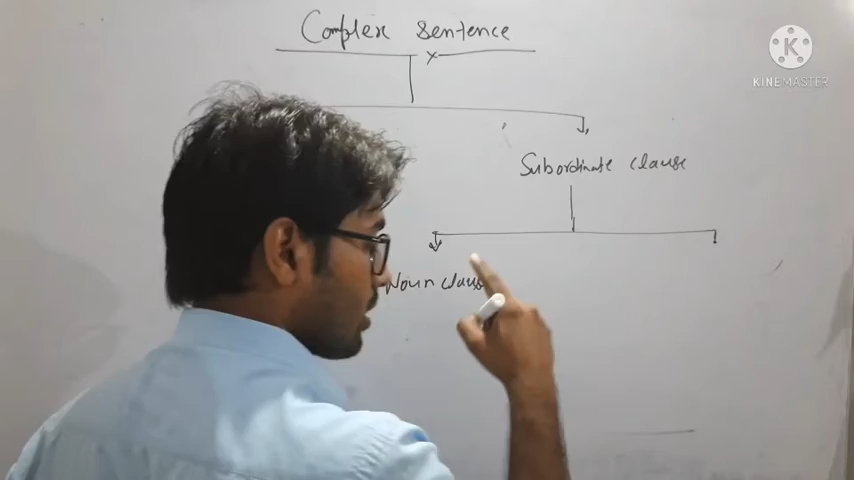 Complex Sentence
K
KINEMASTER
Subordinate clause
Noun clause